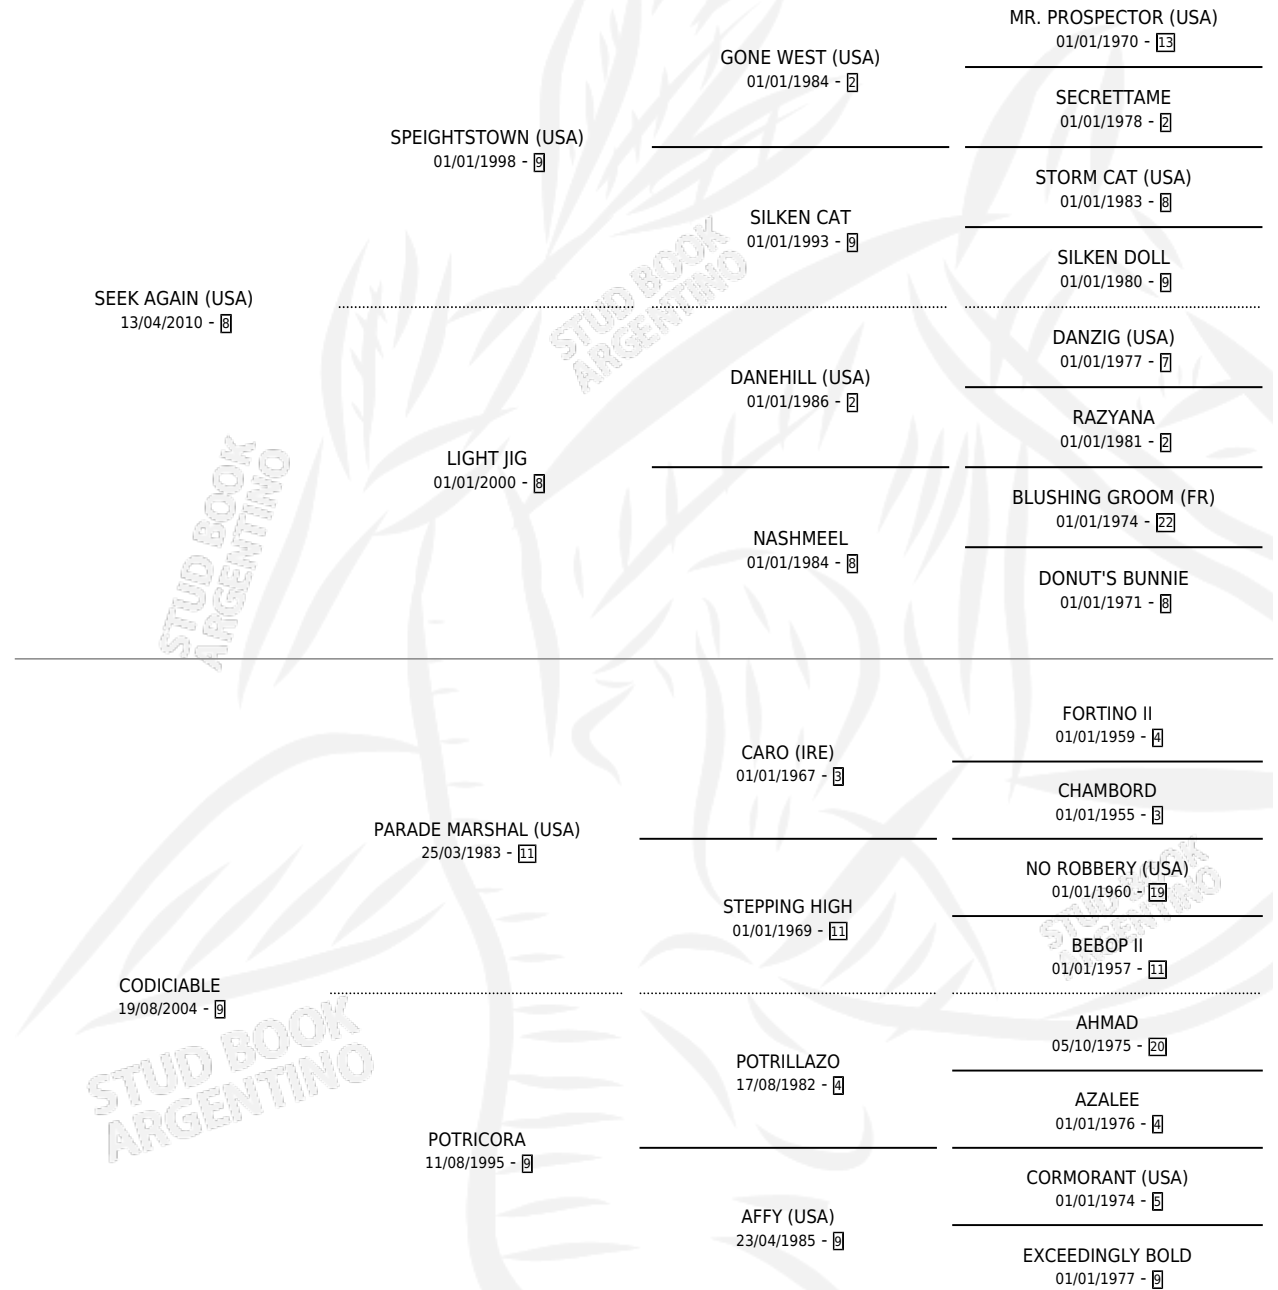 MR. PROSPECTOR (USA)
01/01/1970 - 13
GONE WEST (USA)
01/01/1984 - 2
SECRETTAME
01/01/1978 - 2
SPEIGHTSTOWN (USA)
01/01/1998 - 9
STORM CAT (USA)
01/01/1983 - 8
SILKEN CAT
01/01/1993 - 9
SILKEN DOLL
01/01/1980 - 9
SEEK AGAIN (USA)
13/04/2010 - 8
STUD BOOK
ARGENTINO
DANZIG (USA)
01/01/1977 - 7
DANEHILL (USA)
01/01/1986 - 2
RAZYANA
01/01/1981 - 2
LIGHT JIG
01/01/2000 - 8
BLUSHING GROOM (FR)
01/01/1974 - 22
NASHMEEL
01/01/1984 - 8
DONUT'S BUNNIE
01/01/1971 - 8
STUD BOOK
ARGENTINO
FORTINO II
01/01/1959 - 4
CARO (IRE)
01/01/1967 - 3
CHAMBORD
01/01/1955 - 3
PARADE MARSHAL (USA)
25/03/1983 - 11
NO ROBBERY (USA)
01/01/1960 - 19
STEPPING HIGH
01/01/1969 - 11
BEBOP II
01/01/1957 - 11
STUD BOOK
ARGENTINO
CODICIABLE
19/08/2004 - 9
AHMAD
05/10/1975 - 20
POTRILLAZO
17/08/1982 - 4
AZALEE
01/01/1976 - 4
STUD BOOK
ARGENTINO
POTRICORA
11/08/1995 - 9
CORMORANT (USA)
01/01/1974 - 5
AFFY (USA)
23/04/1985 - 9
EXCEEDINGLY BOLD
01/01/1977 - 9